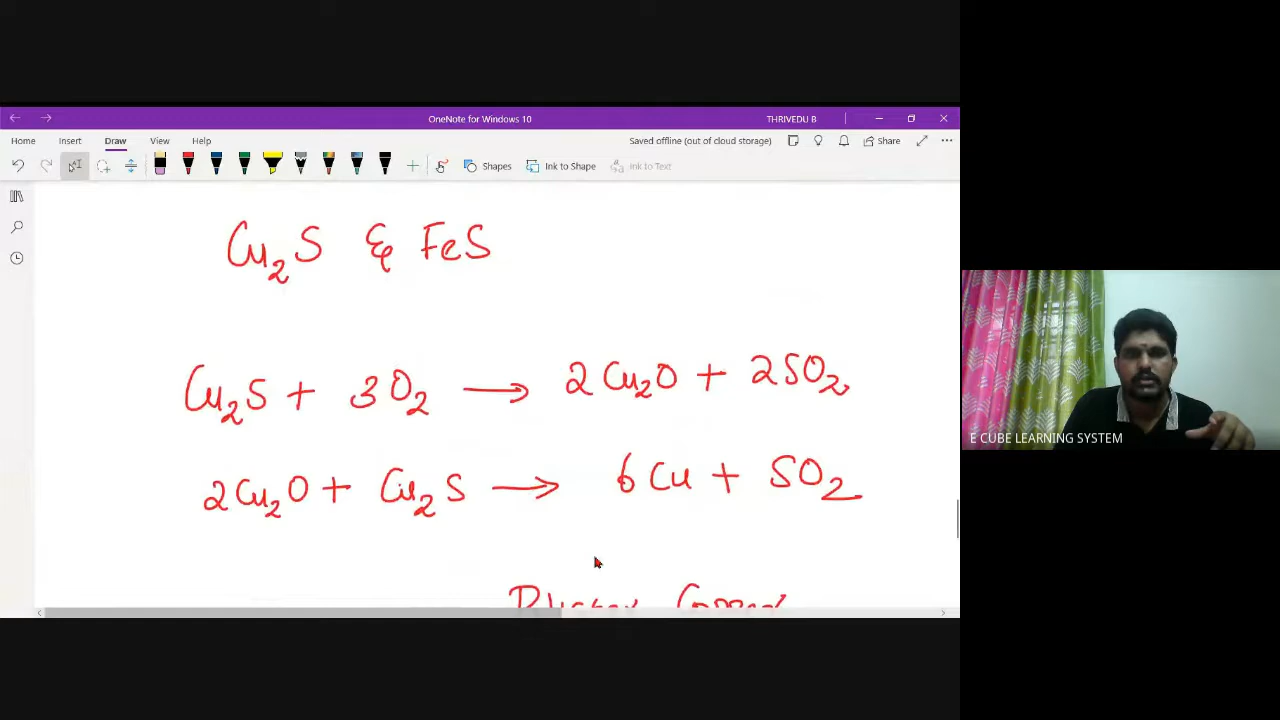 OneNote for Windows 10
THRIVEDU B
Home Insert Draw View Help
Saved offline (out of cloud storage)
Share
Shapes
Ink to Shape
Ink to Text
Cu₂S & FeS
Cu₂S + 3O₂ → 2Cu₂O + 2SO₂
2Cu₂O + Cu₂S → 6Cu + SO₂
E CUBE LEARNING SYSTEM